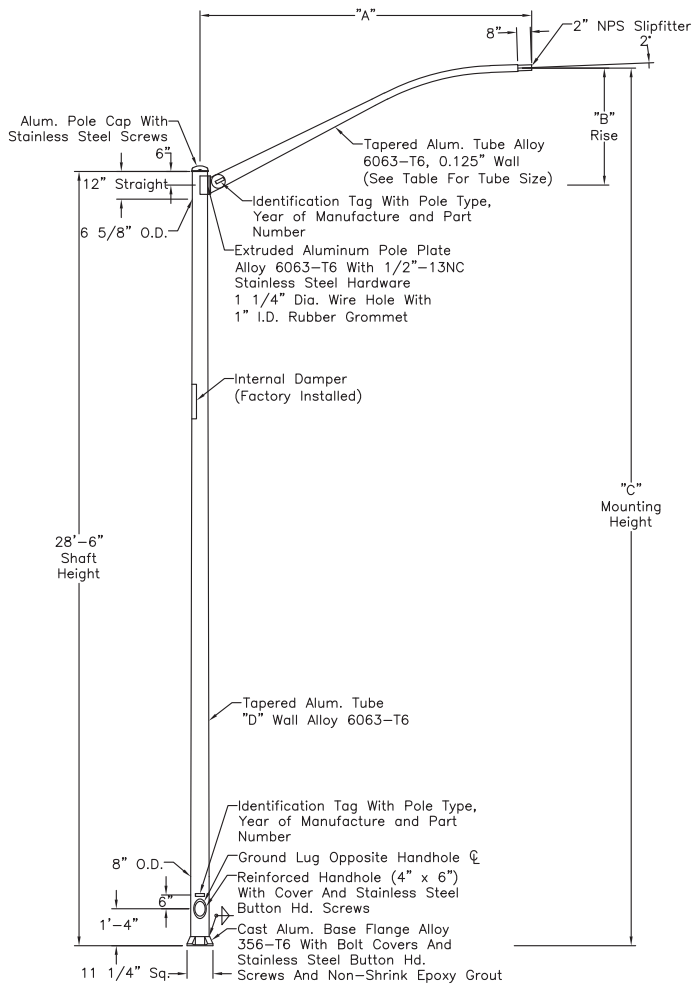 "A"
8"
2" NPS Slipfitter
2°
"B"
Rise
Alum. Pole Cap With
Stainless Steel Screws
6"
12" Straight
6 5/8" O.D.
Tapered Alum. Tube Alloy
6063-T6, 0.125" Wall
(See Table For Tube Size)
Identification Tag With Pole Type,
Year of Manufacture and Part
Number
Extruded Aluminum Pole Plate
Alloy 6063-T6 With 1/2"-13NC
Stainless Steel Hardware
1 1/4" Dia. Wire Hole With
1" I.D. Rubber Grommet
Internal Damper
(Factory Installed)
"C"
Mounting
Height
28'-6"
Shaft
Height
Tapered Alum. Tube
"D" Wall Alloy 6063-T6
Identification Tag With Pole Type,
Year of Manufacture and Part
Number
8" O.D.
Ground Lug Opposite Handhole ℄
Reinforced Handhole (4" x 6")
With Cover And Stainless Steel
Button Hd. Screws
6"
1'-4"
Cast Alum. Base Flange Alloy
356-T6 With Bolt Covers And
Stainless Steel Button Hd.
Screws And Non-Shrink Epoxy Grout
11 1/4" Sq.